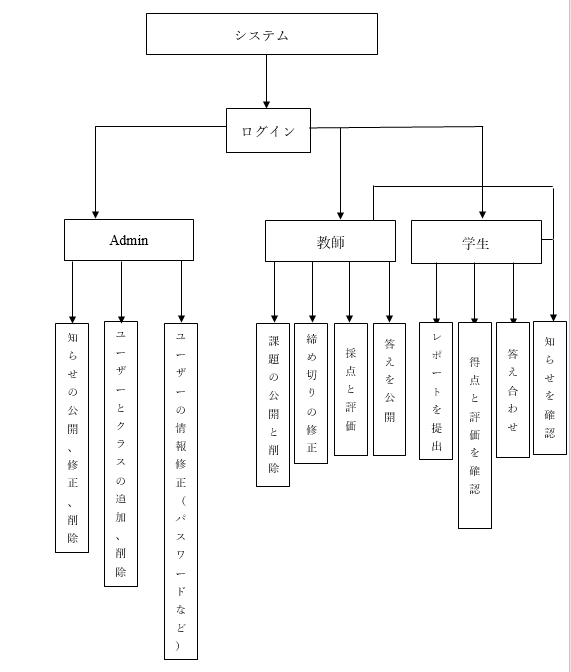 システム
ログイン
Admin
教師
学生
知らせの公開、修正、削除
ユーザーとクラスの追加、削除
ユーザーの情報修正(パスワードなど)
課題の公開と削除
締め切りの修正
採点と評価
答えを公開
レポートを提出
得点と評価を確認
答え合わせ
知らせを確認